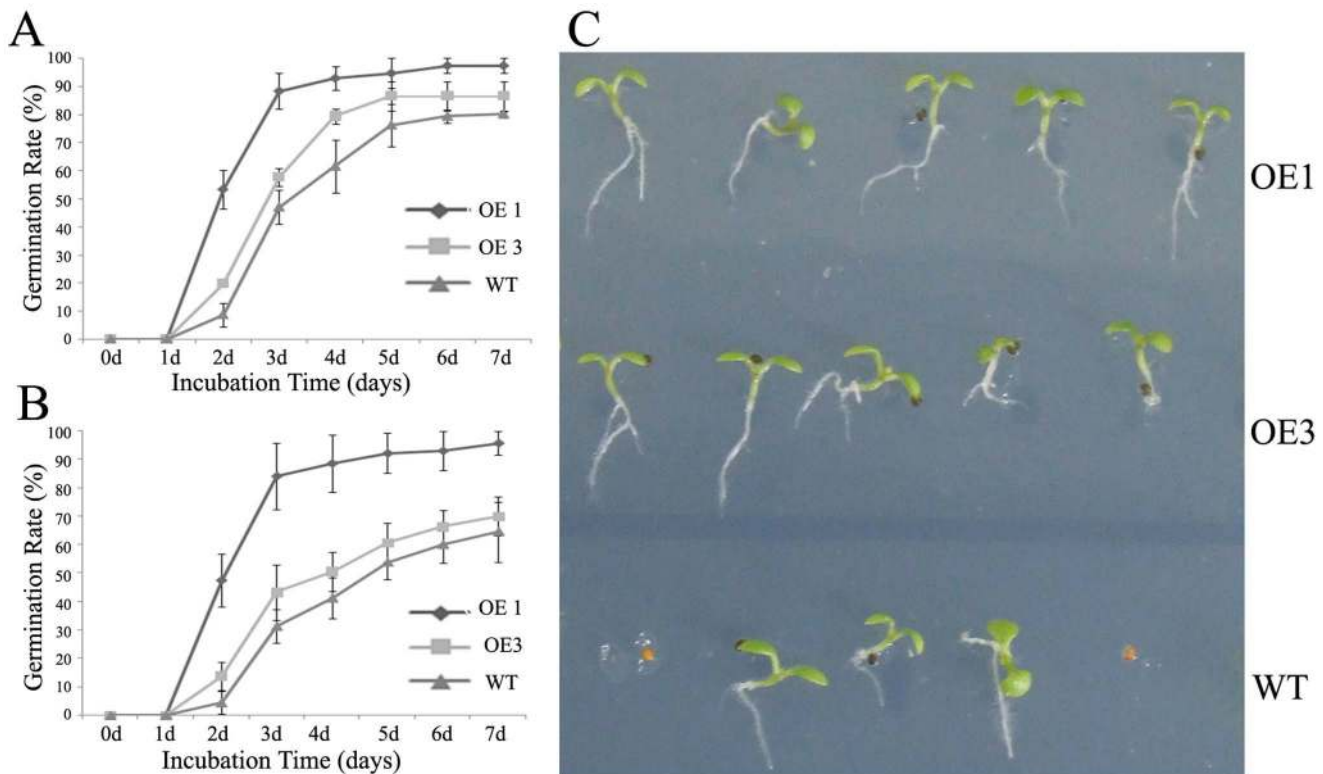 A
Germination Rate (%)
100
90
80
70
60
50
40
30
20
10
0
OE 1
OE 3
WT
0d 1d 2d 3d 4d 5d 6d 7d
Incubation Time (days)
B
Germination Rate (%)
100
90
80
70
60
50
40
30
20
10
0
OE 1
OE3
WT
0d 1d 2d 3d 4d 5d 6d 7d
Incubation Time (days)
C
OE1
OE3
WT